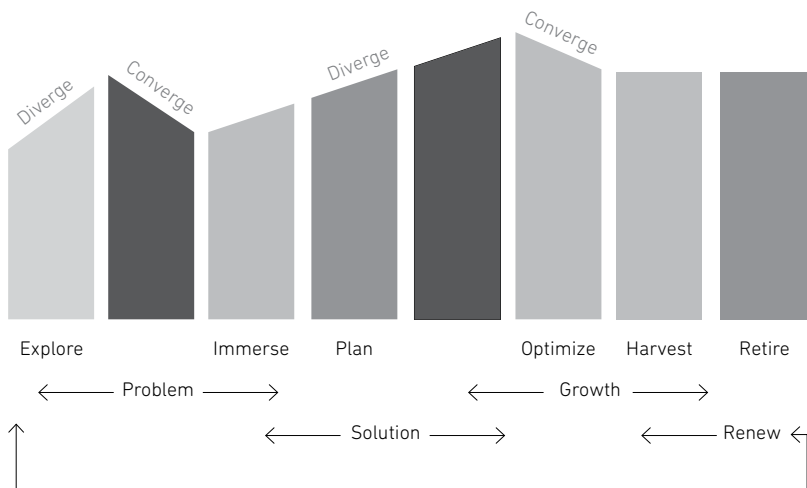 Diverge
Converge
Diverge
Converge
Explore
Immerse
Plan
Optimize
Harvest
Retire
Problem
Growth
Solution
Renew